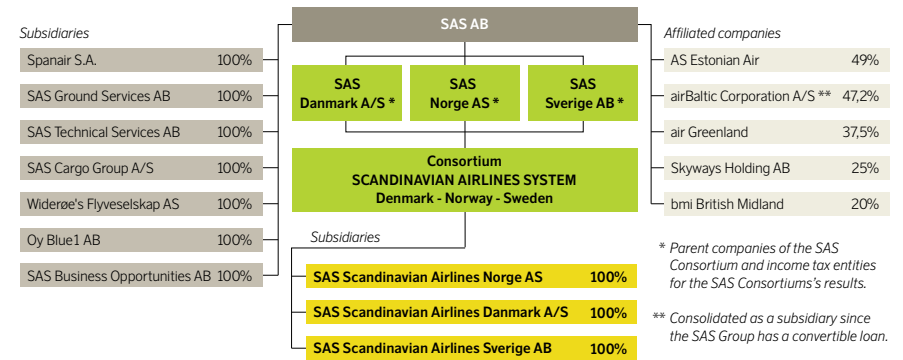 SAS AB
Subsidiaries
Spanair S.A. 100%
SAS Ground Services AB 100%
SAS Technical Services AB 100%
SAS Cargo Group A/S 100%
Widerøe's Flyveselskap AS 100%
Oy Blue1 AB 100%
SAS Business Opportunities AB 100%
SAS
Danmark A/S *
SAS
Norge AS *
SAS
Sverige AB *
Consortium
SCANDINAVIAN AIRLINES SYSTEM
Denmark - Norway - Sweden
Subsidiaries
SAS Scandinavian Airlines Norge AS 100%
SAS Scandinavian Airlines Danmark A/S 100%
SAS Scandinavian Airlines Sverige AB 100%
Affiliated companies
AS Estonian Air 49%
airBaltic Corporation A/S ** 47,2%
air Greenland 37,5%
Skyways Holding AB 25%
bmi British Midland 20%
* Parent companies of the SAS
Consortium and income tax entities
for the SAS Consortiums's results.
** Consolidated as a subsidiary since
the SAS Group has a convertible loan.